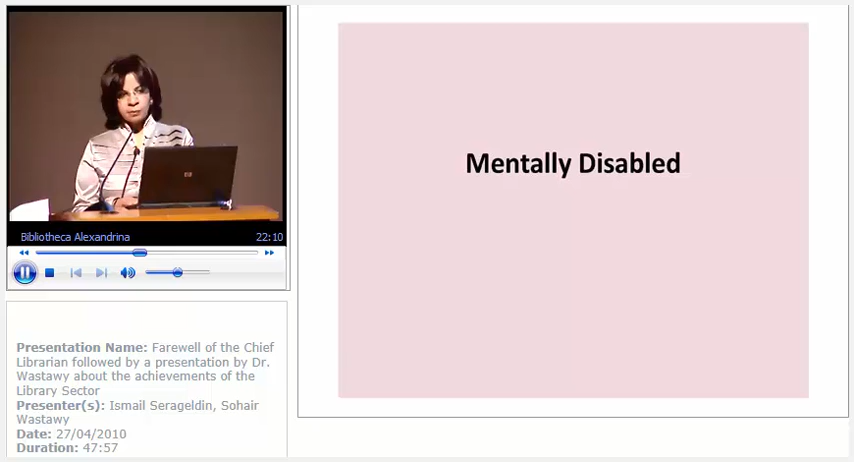 Bibliotheca Alexandrina 22:10
Presentation Name: Farewell of the Chief
Librarian followed by a presentation by Dr.
Wastawy about the achievements of the
Library Sector
Presenter(s): Ismail Serageldin, Sohair
Wastawy
Date: 27/04/2010
Duration: 47:57
Mentally Disabled